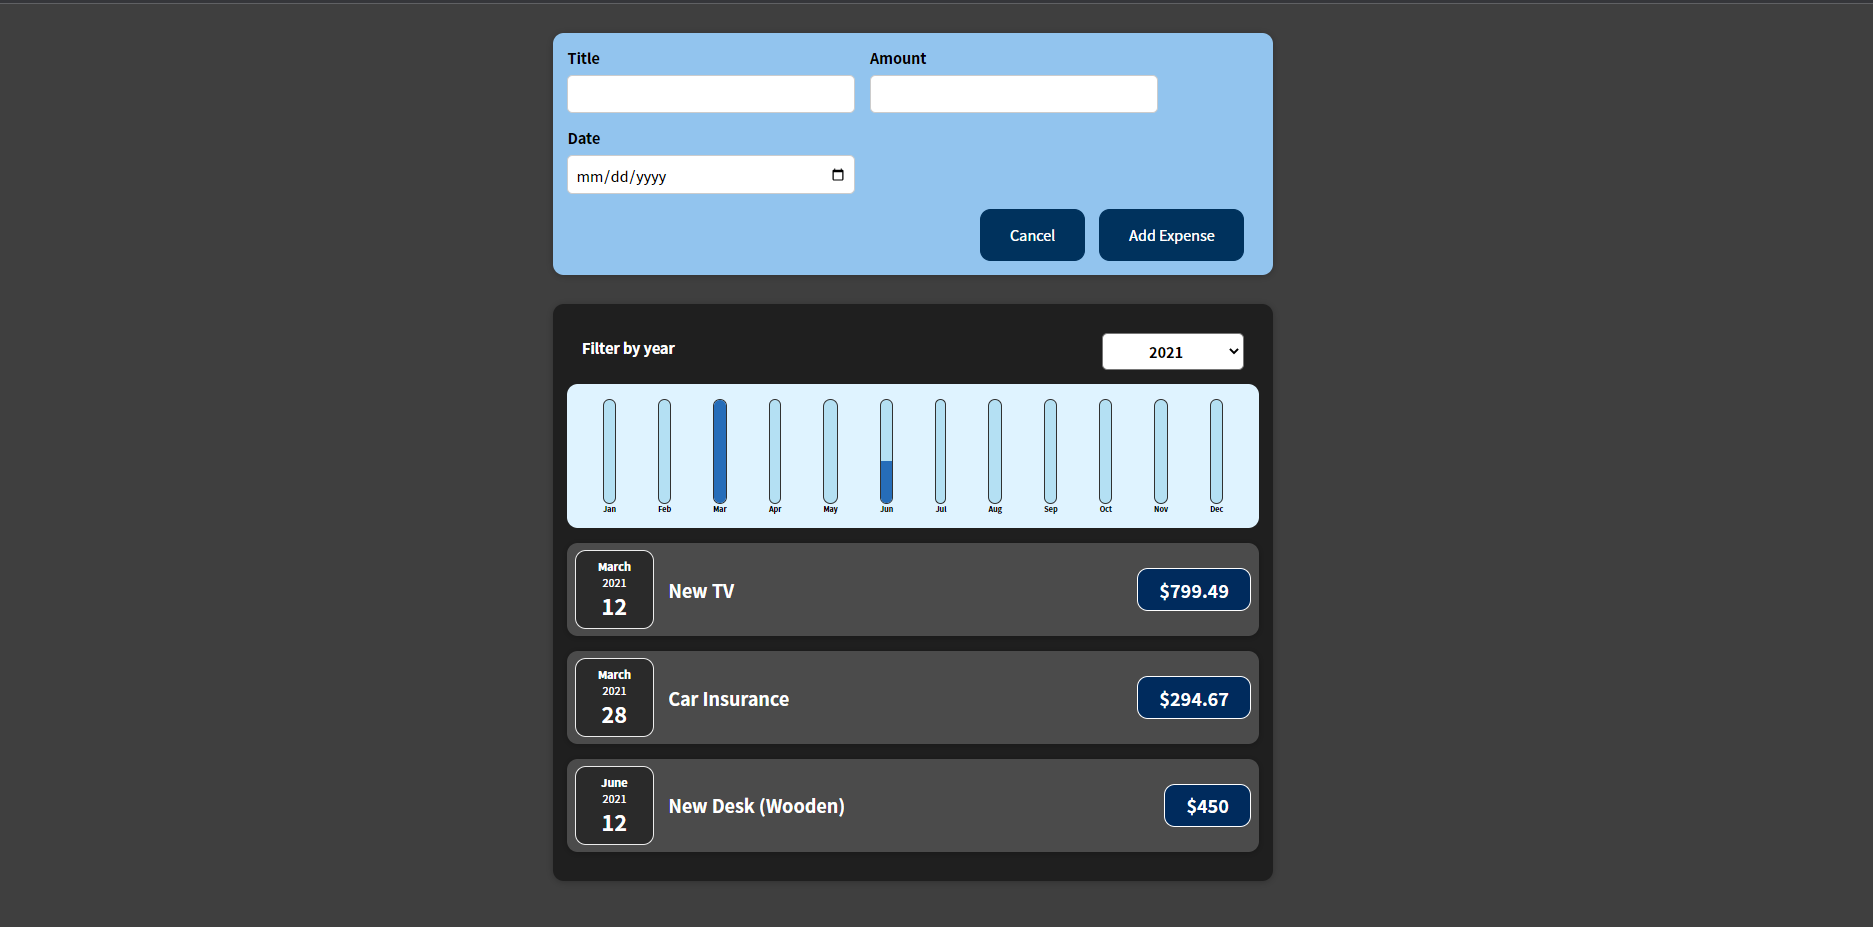 Title
Amount
Date
mm/dd/yyyy
Cancel
Add Expense
Filter by year
2021
Jan
Feb
Mar
Apr
May
Jun
Jul
Aug
Sep
Oct
Nov
Dec
March
2021
12
New TV
$799.49
March
2021
28
Car Insurance
$294.67
June
2021
12
New Desk (Wooden)
$450